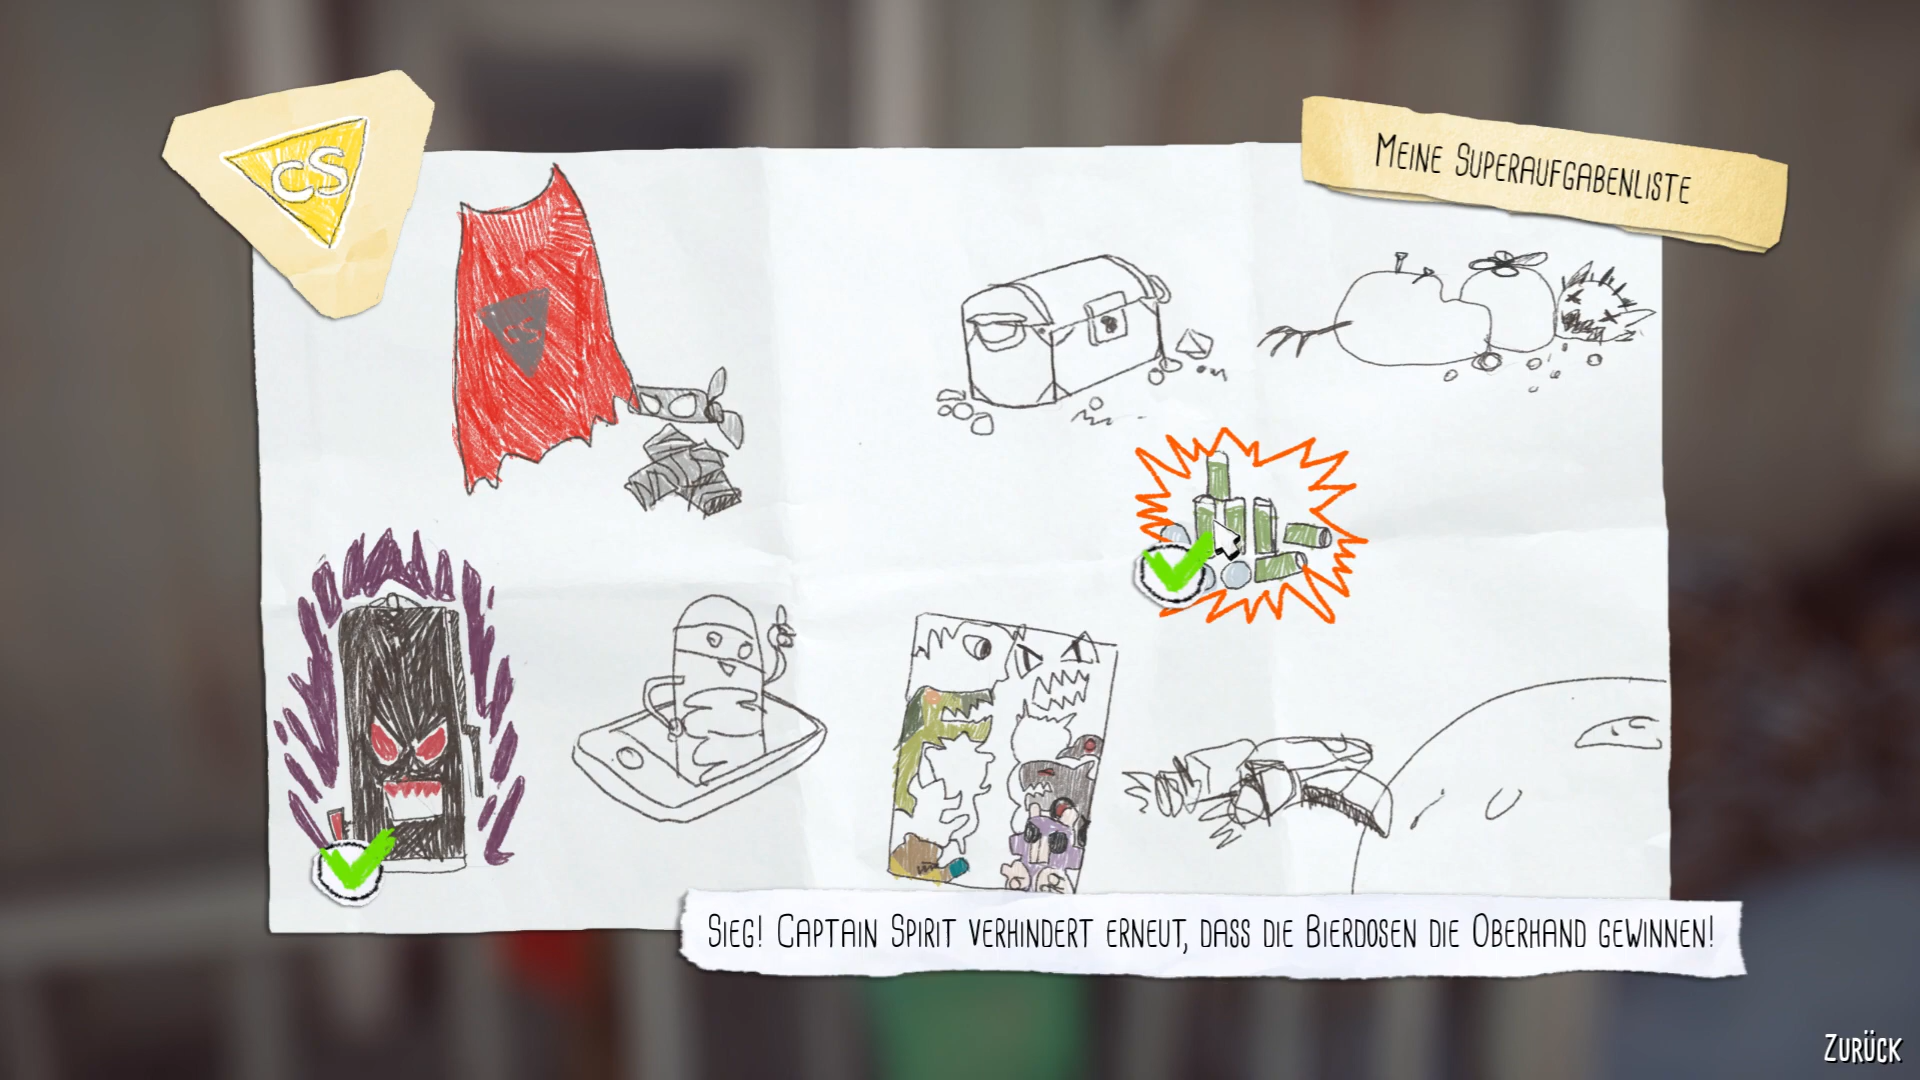 CS
Meine Superaufgabenliste
CS
Sieg! Captain Spirit verhindert erneut, dass die Bierdosen die Oberhand gewinnen!
Zurück